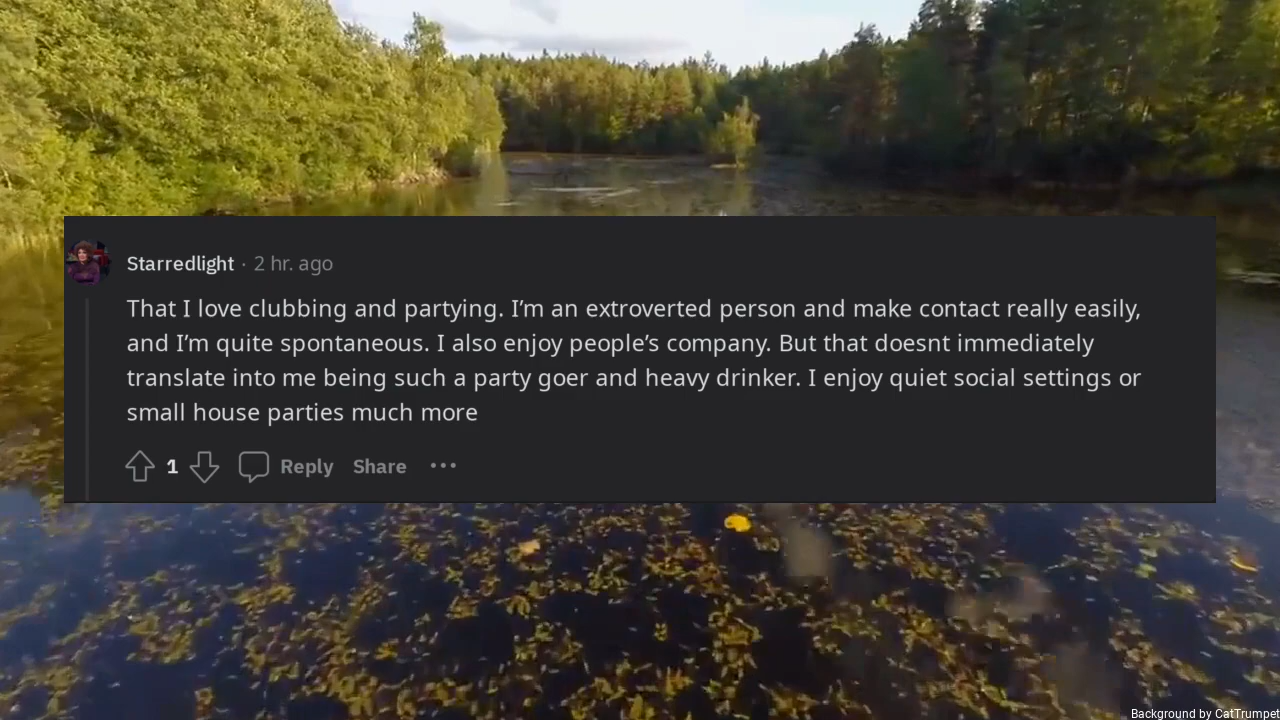 Starredlight · 2 hr. ago
That I love clubbing and partying. I’m an extroverted person and make contact really easily,
and I’m quite spontaneous. I also enjoy people’s company. But that doesnt immediately
translate into me being such a party goer and heavy drinker. I enjoy quiet social settings or
small house parties much more
1 Reply Share •••
Background by CatTrumpet